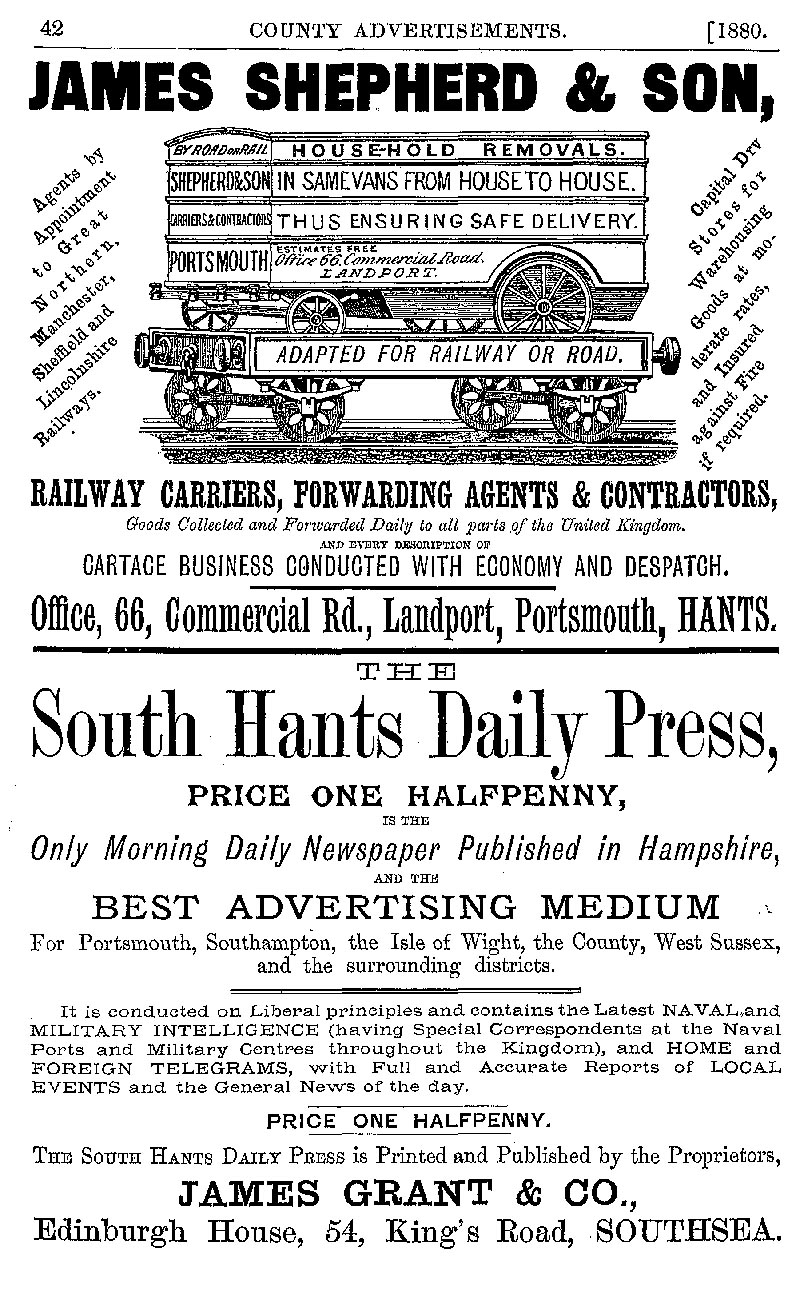 42 COUNTY ADVERTISEMENTS. [1880.
JAMES SHEPHERD & SON,
Agents by
Appointment
to Great
Northern,
Manchester,
Sheffield and
Lincolnshire
Railways.
BY ROAD OR RAIL HOUSE-HOLD REMOVALS.
SHEPHERD&SON IN SAMEVANS FROM HOUSE TO HOUSE.
CARRIERS & CONTRACTORS THUS ENSURING SAFE DELIVERY.
PORTSMOUTH ESTIMATES FREE
Office 66. Commercial Road.
LANDPORT.
ADAPTED FOR RAILWAY OR ROAD.
Capital Dry
Stores for
Warehousing
Goods at mo-
derate rates,
and Insured
against Fire
if required.
RAILWAY CARRIERS, FORWARDING AGENTS & CONTRACTORS,
Goods Collected and Forwarded Daily to all parts of the United Kingdom.
AND EVERY DESCRIPTION OF
CARTAGE BUSINESS CONDUCTED WITH ECONOMY AND DESPATCH.
Office, 66, Commercial Rd., Landport, Portsmouth, HANTS.
THE
South Hants Daily Press,
PRICE ONE HALFPENNY,
IS THE
Only Morning Daily Newspaper Published in Hampshire,
AND THE
BEST ADVERTISING MEDIUM
For Portsmouth, Southampton, the Isle of Wight, the County, West Sussex,
and the surrounding districts.
It is conducted on Liberal principles and contains the Latest NAVAL and
MILITARY INTELLIGENCE (having Special Correspondents at the Naval
Ports and Military Centres throughout the Kingdom), and HOME and
FOREIGN TELEGRAMS, with Full and Accurate Reports of LOCAL
EVENTS and the General News of the day.
PRICE ONE HALFPENNY.
THE SOUTH HANTS DAILY PRESS is Printed and Published by the Proprietors,
JAMES GRANT & CO.,
Edinburgh House, 54, King's Road, SOUTHSEA.